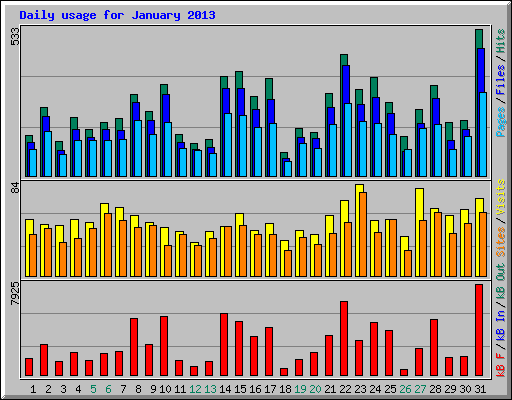 Daily usage for January 2013
533
Pages / Files / Hits
84
Sites / Visits
7925
kB F / kB In / kB Out
1 2 3 4 5 6 7 8 9 10 11 12 13 14 15 16 17 18 19 20 21 22 23 24 25 26 27 28 29 30 31